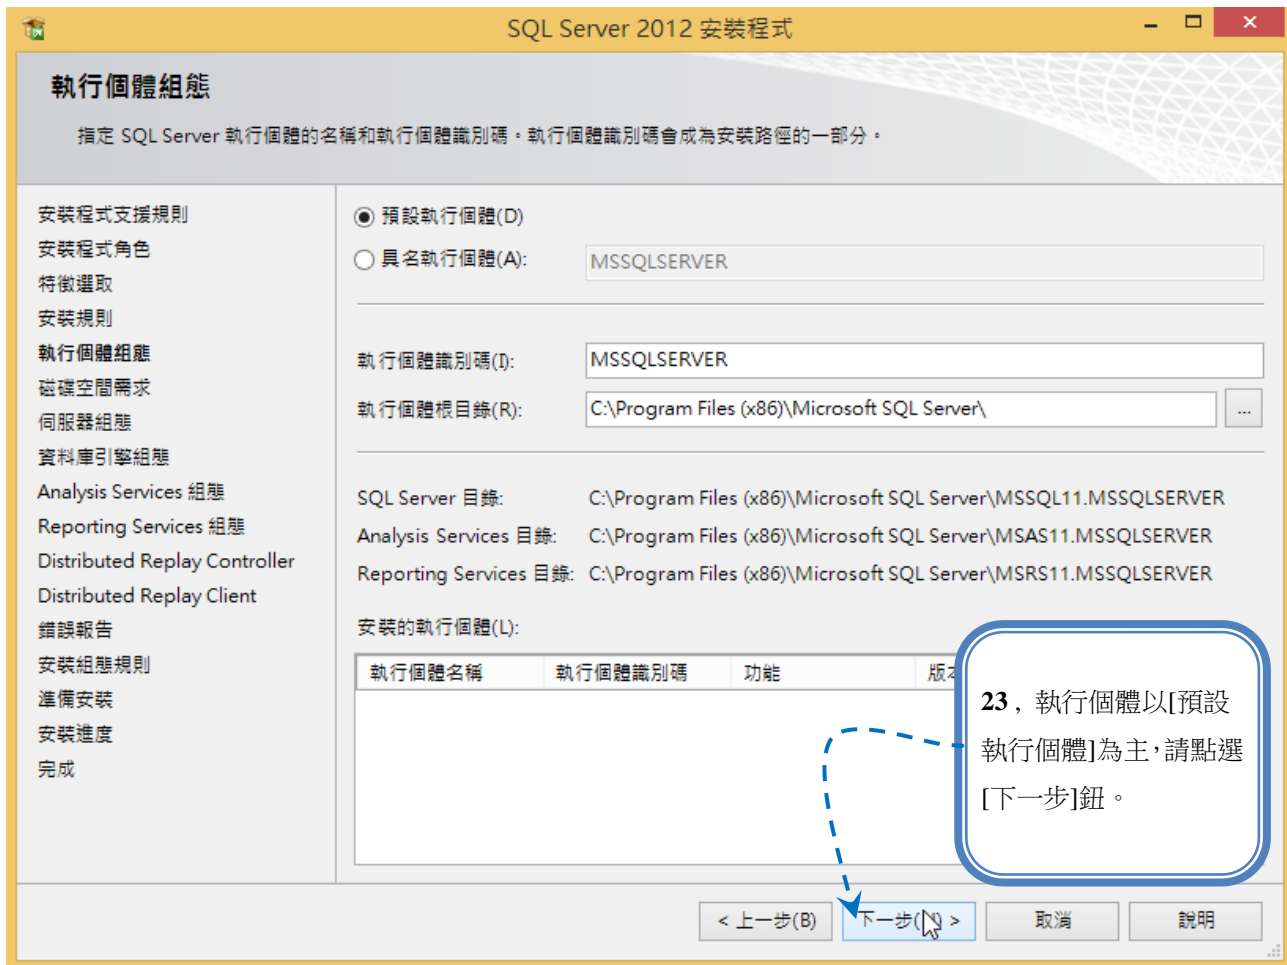 SQL Server 2012 安裝程式
執行個體組態
指定 SQL Server 執行個體的名稱和執行個體識別碼。執行個體識別碼會成為安裝路徑的一部分。
安裝程式支援規則
安裝程式角色
特徵選取
安裝規則
執行個體組態
磁碟空間需求
伺服器組態
資料庫引擎組態
Analysis Services 組態
Reporting Services 組態
Distributed Replay Controller
Distributed Replay Client
錯誤報告
安裝組態規則
準備安裝
安裝進度
完成
預設執行個體(D)
具名執行個體(A): MSSQLSERVER
執行個體識別碼(I): MSSQLSERVER
執行個體根目錄(R): C:\Program Files (x86)\Microsoft SQL Server\ ...
SQL Server 目錄: C:\Program Files (x86)\Microsoft SQL Server\MSSQL11.MSSQLSERVER
Analysis Services 目錄: C:\Program Files (x86)\Microsoft SQL Server\MSAS11.MSSQLSERVER
Reporting Services 目錄: C:\Program Files (x86)\Microsoft SQL Server\MSRS11.MSSQLSERVER
安裝的執行個體(L):
執行個體名稱 執行個體識別碼 功能 版本
23 , 執行個體以[預設
執行個體]為主,請點選
[下一步]鈕。
< 上一步(B) 下一步(N) > 取消 說明